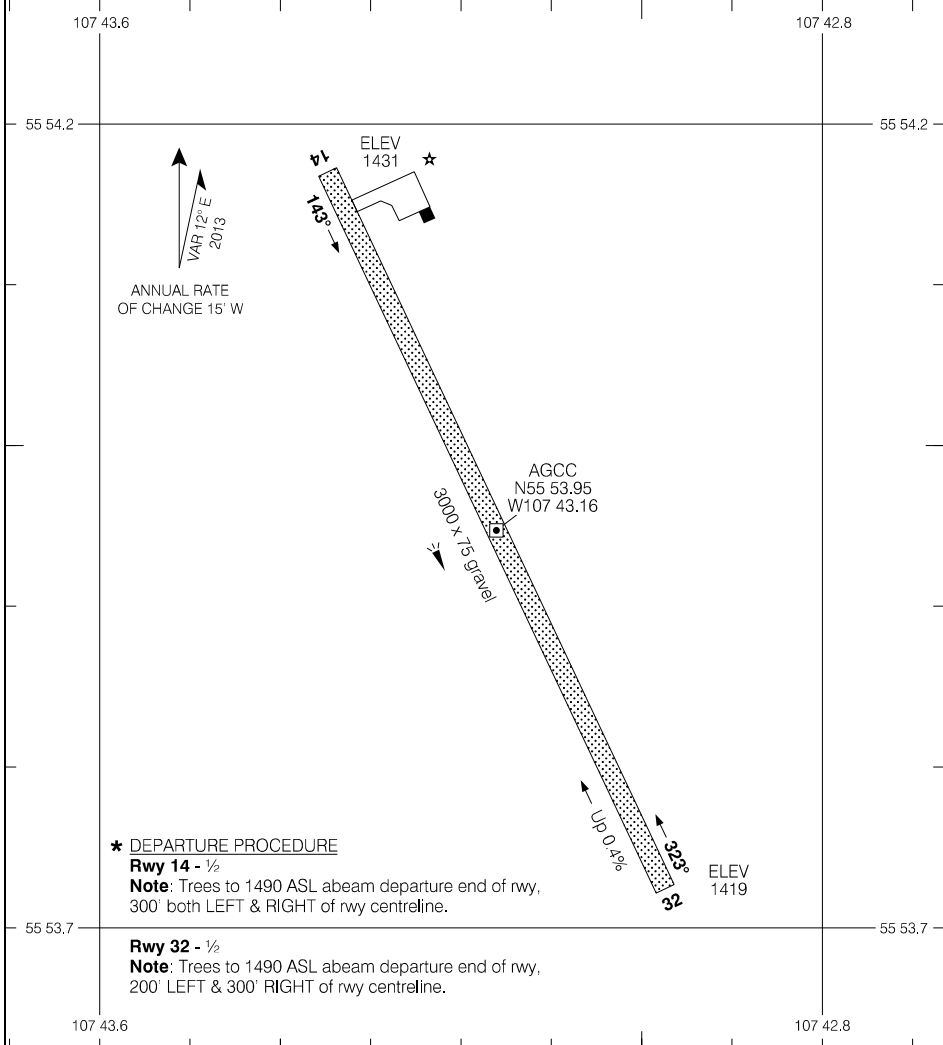 107 43.6
107 42.8
55 54.2
55 54.2
14
ELEV
1431
143°
VAR 12° E
2013
ANNUAL RATE
OF CHANGE 15' W
AGCC
N55 53.95
W107 43.16
3000 x 75 gravel
Up 0.4%
323°
ELEV
1419
32
* DEPARTURE PROCEDURE
Rwy 14 - ½
Note: Trees to 1490 ASL abeam departure end of rwy,
300' both LEFT & RIGHT of rwy centreline.
55 53.7
55 53.7
Rwy 32 - ½
Note: Trees to 1490 ASL abeam departure end of rwy,
200' LEFT & 300' RIGHT of rwy centreline.
107 43.6
107 42.8